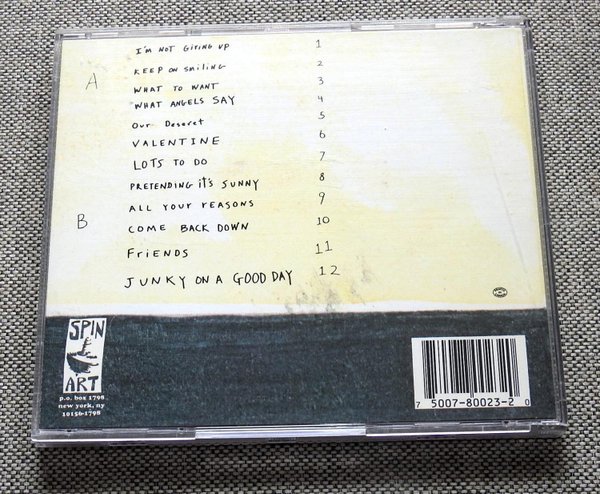 A
I'M NOT GIVING UP 1
KEEP ON SMiLiNG 2
WHAT TO WANT 3
WHAT ANGELS SAY 4
Our Deseret 5
VALENTINE 6
LOTS TO DO 7
PRETENDING iT'S SUNNY 8
B
ALL YOUR REASONS 9
COME BACK DOWN 10
FriENDS 11
JUNKY ON A GOOD DAY 12
SPIN
ART
p.o. box 1798
new york, ny
10156-1798
7 5007-80023-2 0